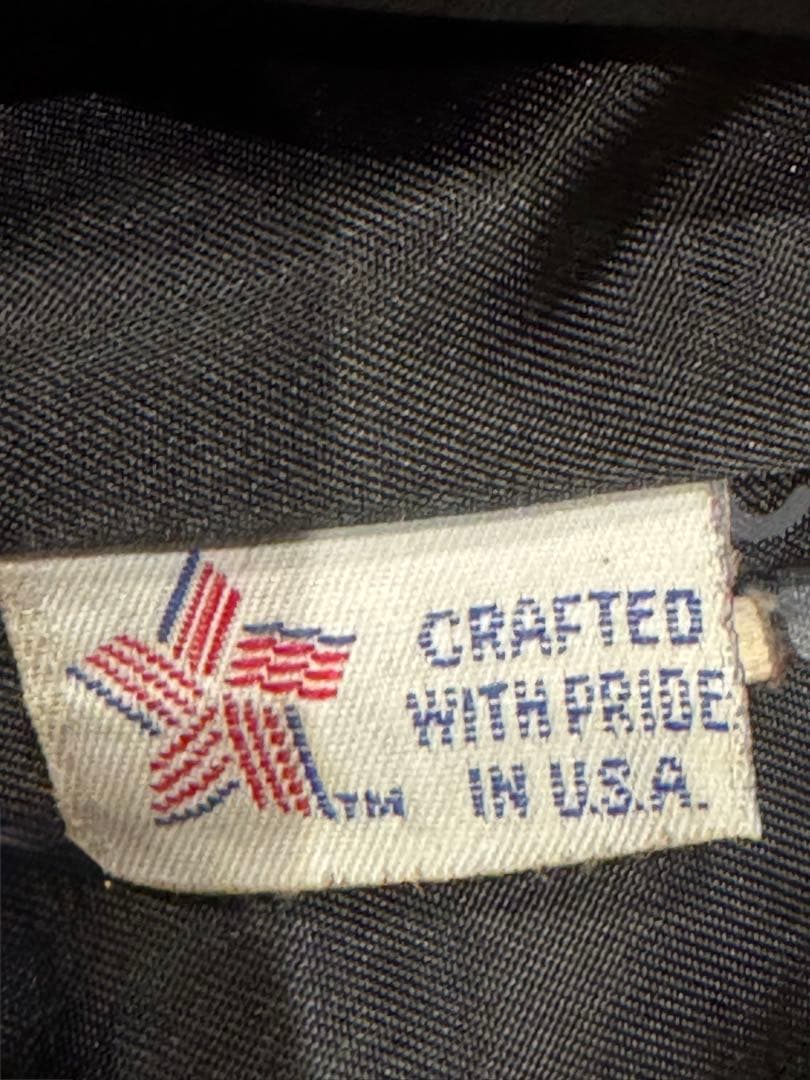 CRAFTED
WITH PRIDE
IN U.S.A.
TM